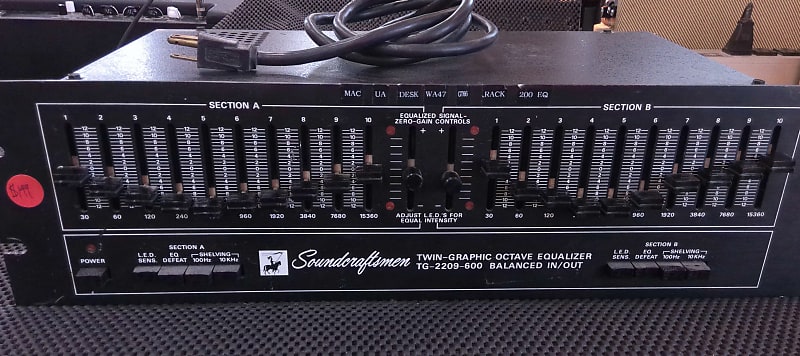 MAC UA DESK WA47 0786 RACK 200 EQ
SECTION A
SECTION B
EQUALIZED SIGNAL-
ZERO-GAIN CONTROLS
1 2 3 4 5 6 7 8 9 10
+ +
1 2 3 4 5 6 7 8 9 10
$199
30 60 120 240 960 1920 3840 7680 15360
- -
30 60 120 960 1920 3840 7680 15360
ADJUST L.E.D.'S FOR
EQUAL INTENSITY
POWER
SECTION A
L.E.D. SENS.
EQ DEFEAT
SHELVING
100Hz 10KHz
Soundcraftsmen
TWIN-GRAPHIC OCTAVE EQUALIZER
TG-2209-600 BALANCED IN/OUT
SECTION B
L.E.D. SENS.
EQ DEFEAT
SHELVING
100Hz 10KHz